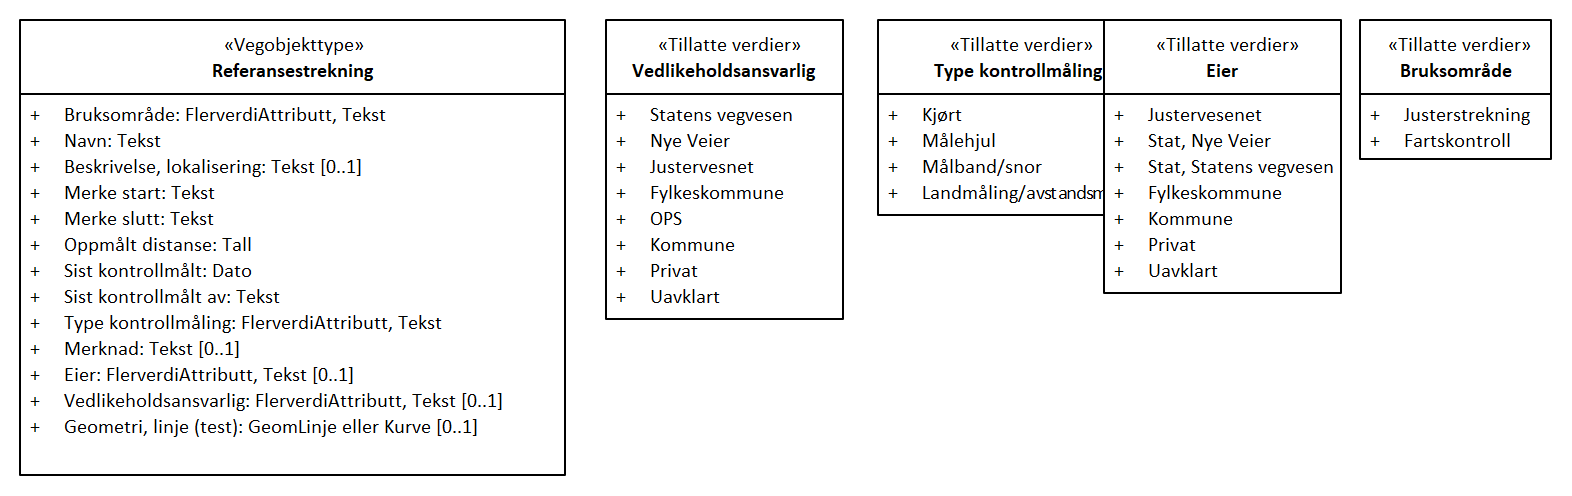 «Vegobjekttype»
Referansestrekning
+ Bruksområde: FlerverdiAttributt, Tekst
+ Navn: Tekst
+ Beskrivelse, lokalisering: Tekst [0..1]
+ Merke start: Tekst
+ Merke slutt: Tekst
+ Oppmålt distanse: Tall
+ Sist kontrollmålt: Dato
+ Sist kontrollmålt av: Tekst
+ Type kontrollmåling: FlerverdiAttributt, Tekst
+ Merknad: Tekst [0..1]
+ Eier: FlerverdiAttributt, Tekst [0..1]
+ Vedlikeholdsansvarlig: FlerverdiAttributt, Tekst [0..1]
+ Geometri, linje (test): GeomLinje eller Kurve [0..1]
«Tillatte verdier»
Vedlikeholdsansvarlig
+ Statens vegvesen
+ Nye Veier
+ Justervesnet
+ Fylkeskommune
+ OPS
+ Kommune
+ Privat
+ Uavklart
«Tillatte verdier»
Type kontrollmåling
+ Kjørt
+ Målehjul
+ Målbånd/snor
+ Landmåling/avstandsm
«Tillatte verdier»
Eier
+ Justervesenet
+ Stat, Nye Veier
+ Stat, Statens vegvesen
+ Fylkeskommune
+ Kommune
+ Privat
+ Uavklart
«Tillatte verdier»
Bruksområde
+ Justerstrekning
+ Fartskontroll